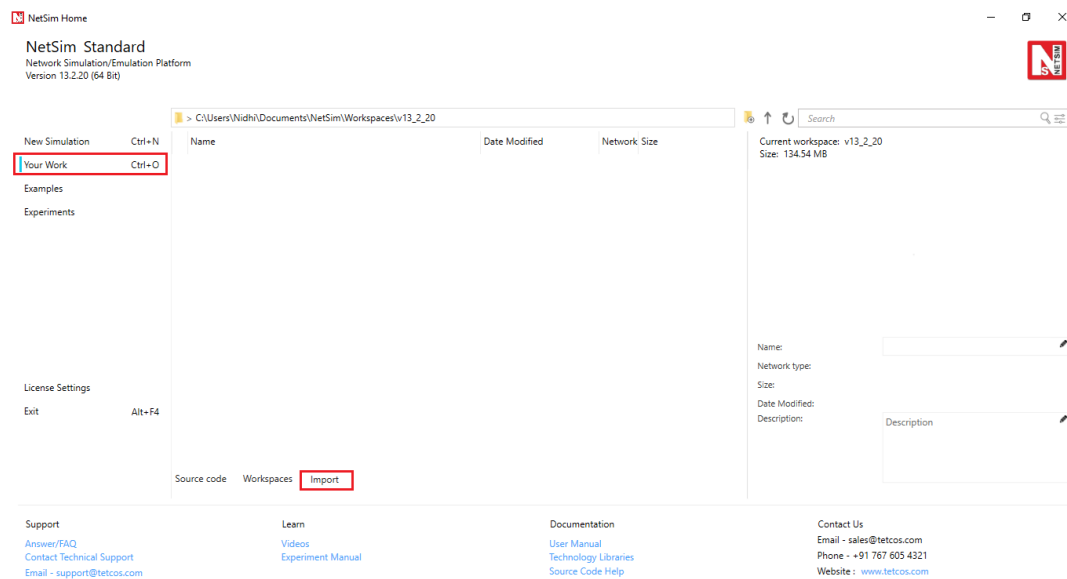 NetSim Home
NetSim Standard
Network Simulation/Emulation Platform
Version 13.2.20 (64 Bit)
NETSIM
> C:\Users\Nidhi\Documents\NetSim\Workspaces\v13_2_20
Search
New Simulation Ctrl+N
Your Work Ctrl+O
Examples
Experiments
License Settings
Exit Alt+F4
Name Date Modified Network Size
Current workspace: v13_2_20
Size: 134.54 MB
Name:
Network type:
Size:
Date Modified:
Description:
Description
Source code Workspaces Import
Support
Answer/FAQ
Contact Technical Support
Email - support@tetcos.com
Learn
Videos
Experiment Manual
Documentation
User Manual
Technology Libraries
Source Code Help
Contact Us
Email - sales@tetcos.com
Phone - +91 767 605 4321
Website : www.tetcos.com